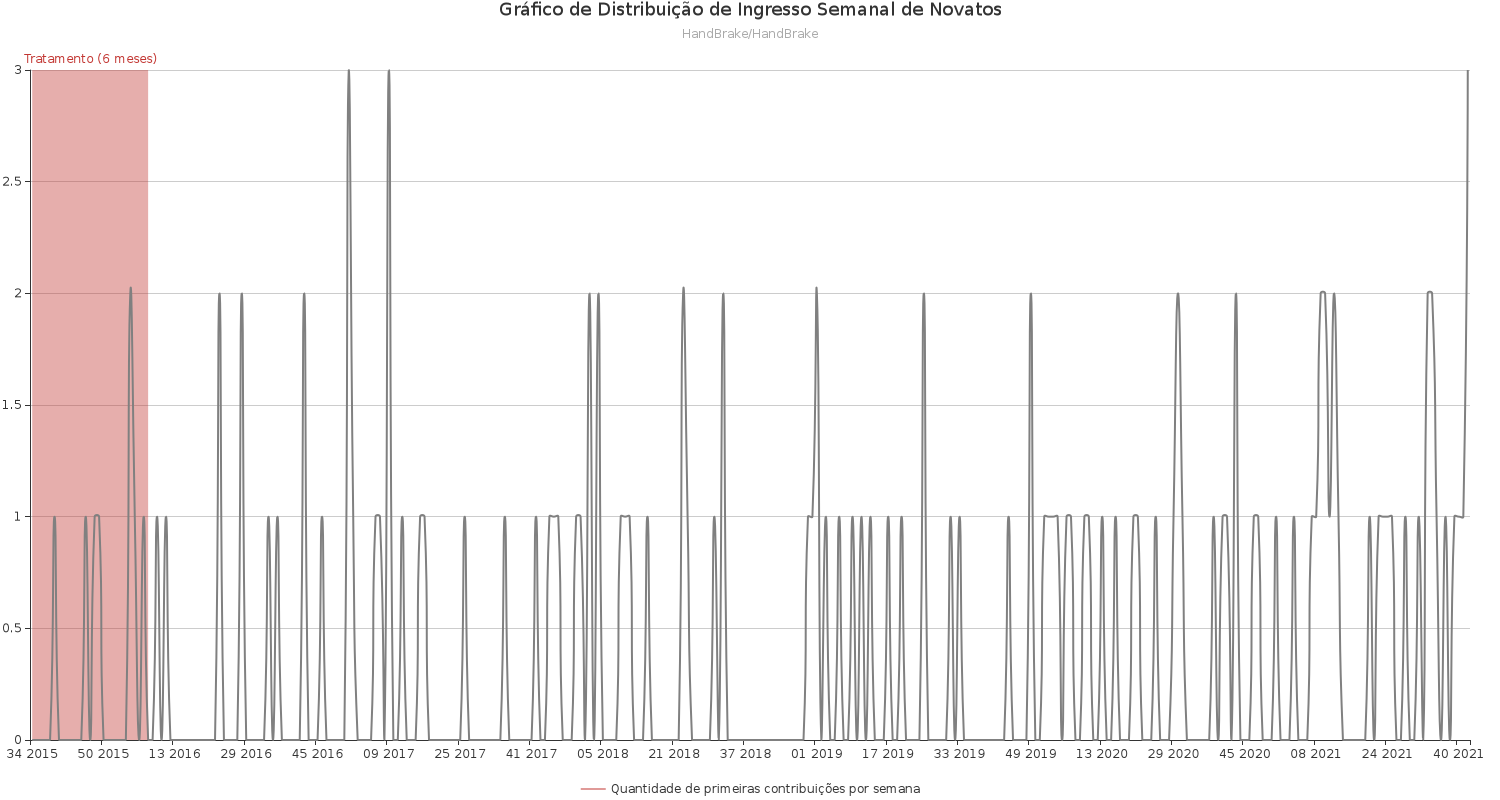 Gráfico de Distribuição de Ingresso Semanal de Novatos
HandBrake/HandBrake
Tratamento (6 meses)
3
2.5
2
1.5
1
0.5
0
34 2015 50 2015 13 2016 29 2016 45 2016 09 2017 25 2017 41 2017 05 2018 21 2018 37 2018 01 2019 17 2019 33 2019 49 2019 13 2020 29 2020 45 2020 08 2021 24 2021 40 2021
Quantidade de primeiras contribuições por semana